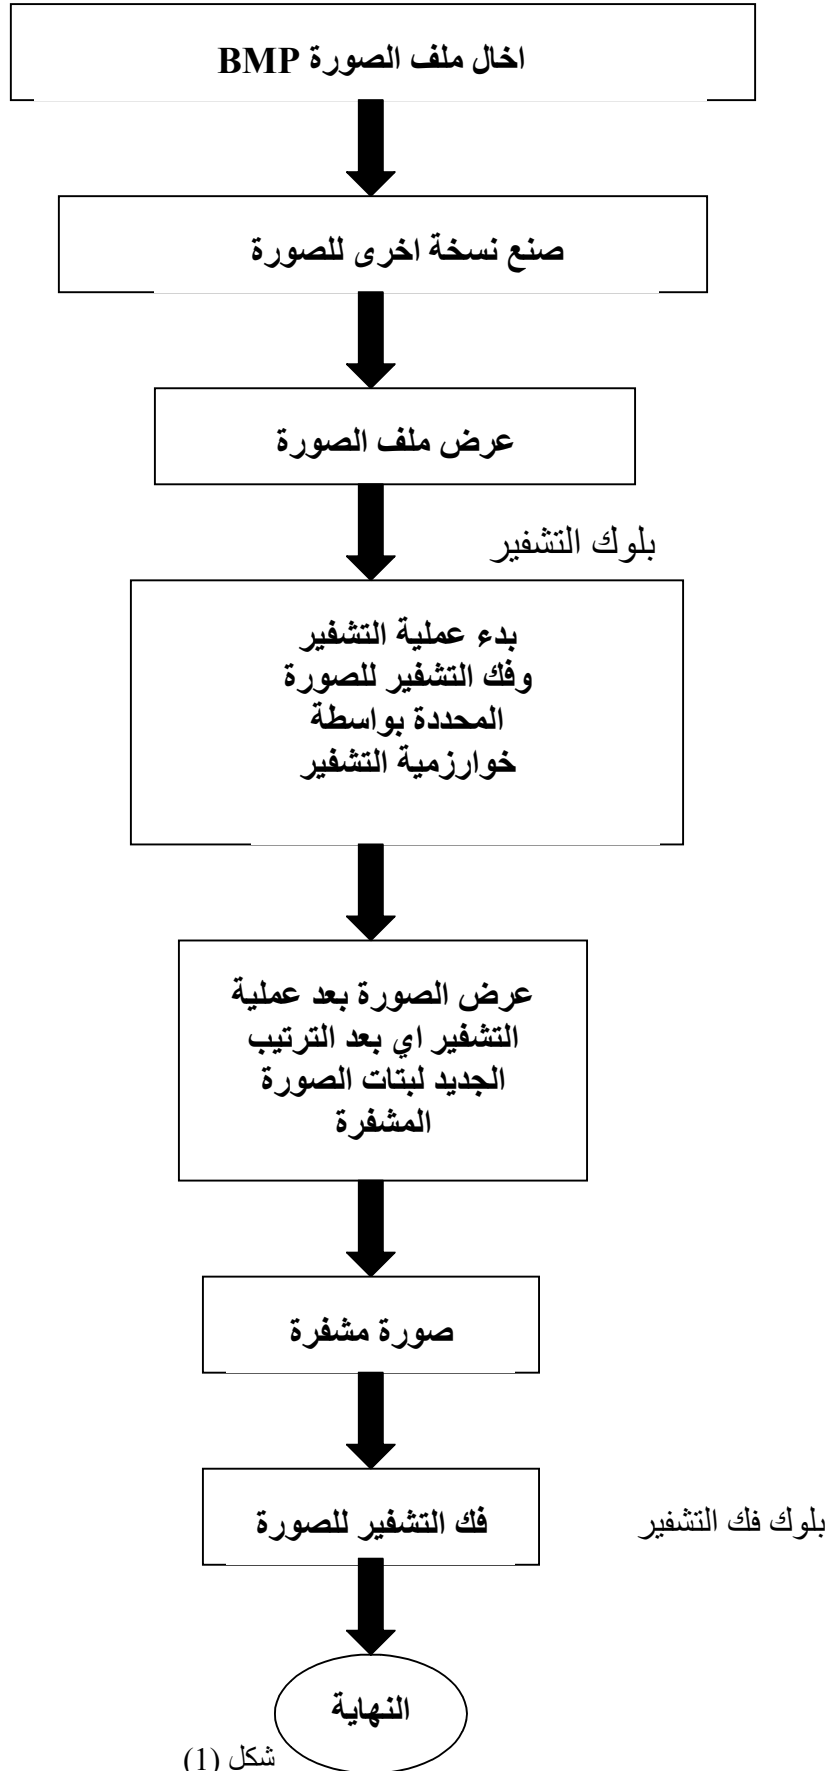 اخال ملف الصورة BMP
صنع نسخة اخرى للصورة
عرض ملف الصورة
بلوك التشفير
بدء عملية التشفير
وفك التشفير للصورة
المحددة بواسطة
خوارزمية التشفير
عرض الصورة بعد عملية
التشفير اي بعد الترتيب
الجديد لبتات الصورة
المشفرة
صورة مشفرة
فك التشفير للصورة
بلوك فك التشفير
النهاية
شكل (1)